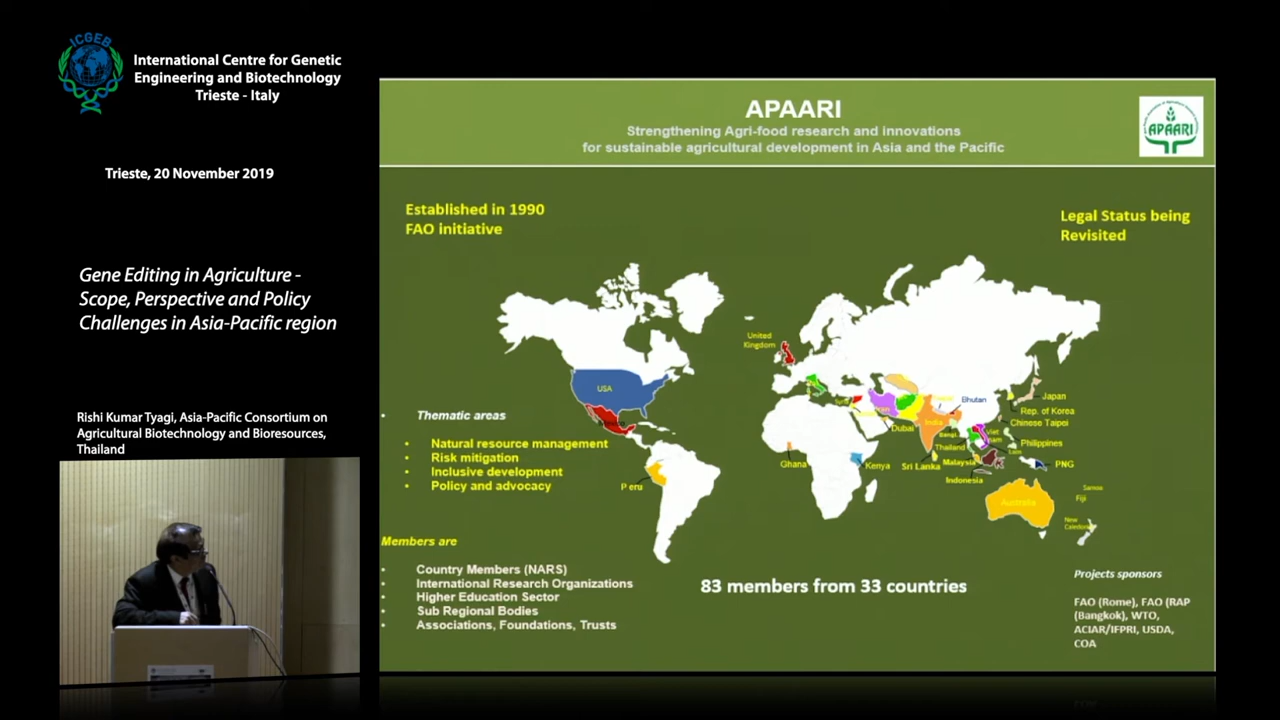 ICGEB
International Centre for Genetic
Engineering and Biotechnology
Trieste - Italy
Trieste, 20 November 2019
Gene Editing in Agriculture -
Scope, Perspective and Policy
Challenges in Asia-Pacific region
Rishi Kumar Tyagi, Asia-Pacific Consortium on
Agricultural Biotechnology and Bioresources,
Thailand
APAARI
Strengthening Agri-food research and innovations
for sustainable agricultural development in Asia and the Pacific
APAARI
Established in 1990
FAO initiative
Legal Status being
Revisited
United
Kingdom
USA
Mexico
Peru
Ghana
Kenya
Iran
Dubai
India
Bhutan
Sri Lanka
Thailand
Viet
nam
Laos
Malaysia
Indonesia
Japan
Rep. of Korea
Chinese Taipei
Philippines
PNG
Australia
Samoa
Fiji
New
Caledonia
• Thematic areas
• Natural resource management
• Risk mitigation
• Inclusive development
• Policy and advocacy
Members are
• Country Members (NARS)
• International Research Organizations
• Higher Education Sector
• Sub Regional Bodies
• Associations, Foundations, Trusts
83 members from 33 countries
Projects sponsors
FAO (Rome), FAO (RAP
(Bangkok), WTO,
ACIAR/IFPRI, USDA,
COA